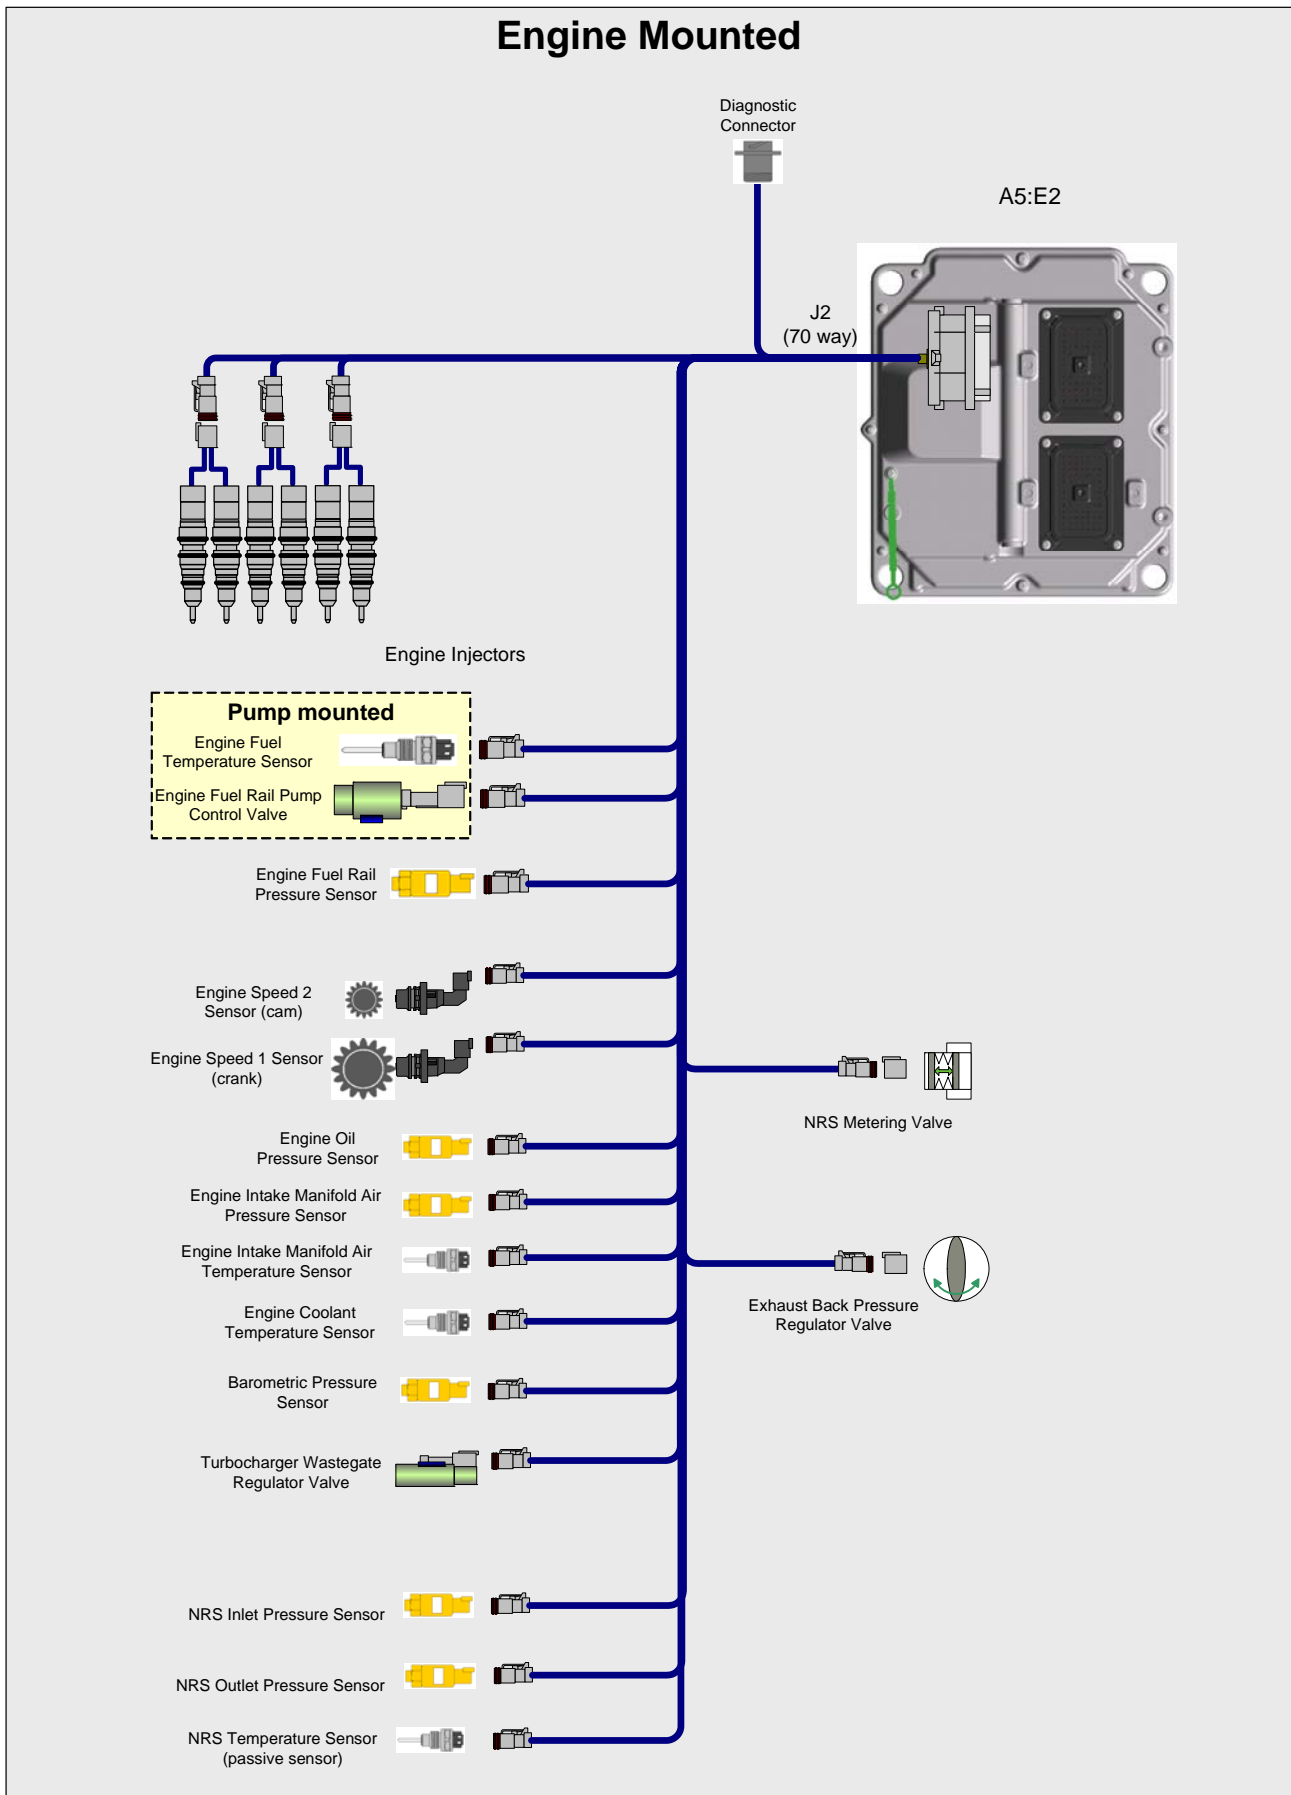 Engine Mounted
Diagnostic
Connector
A5:E2
J2
(70 way)
Engine Injectors
Pump mounted
Engine Fuel
Temperature Sensor
Engine Fuel Rail Pump
Control Valve
Engine Fuel Rail
Pressure Sensor
Engine Speed 2
Sensor (cam)
Engine Speed 1 Sensor
(crank)
NRS Metering Valve
Engine Oil
Pressure Sensor
Engine Intake Manifold Air
Pressure Sensor
Engine Intake Manifold Air
Temperature Sensor
Exhaust Back Pressure
Regulator Valve
Engine Coolant
Temperature Sensor
Barometric Pressure
Sensor
Turbocharger Wastegate
Regulator Valve
NRS Inlet Pressure Sensor
NRS Outlet Pressure Sensor
NRS Temperature Sensor
(passive sensor)